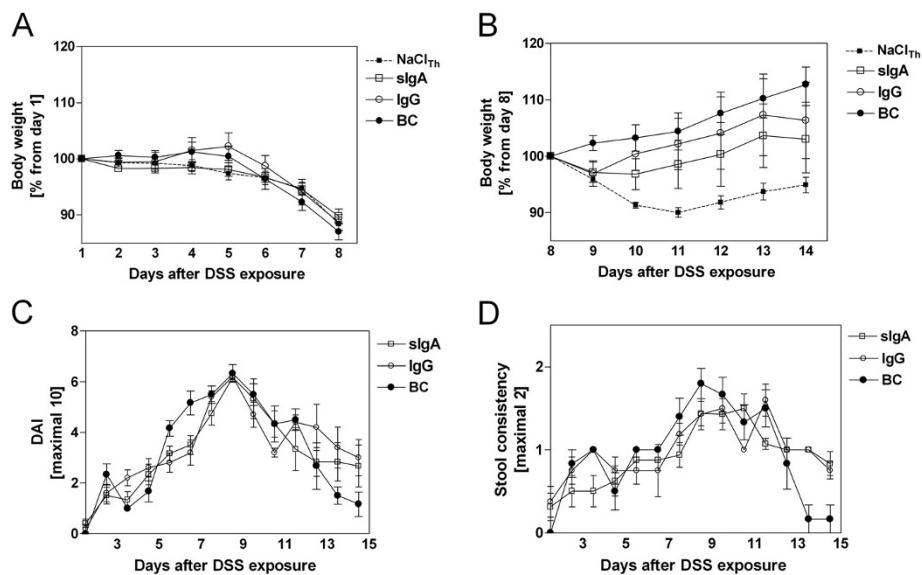 A
Body weight
[% from day 1]
120
110
100
90
1 2 3 4 5 6 7 8
Days after DSS exposure
NaClTh
sIgA
IgG
BC
B
Body weight
[% from day 8]
120
110
100
90
8 9 10 11 12 13 14
Days after DSS exposure
NaClTh
sIgA
IgG
BC
C
DAI
[maximal 10]
8
6
4
2
0
3 5 7 9 11 13 15
Days after DSS exposure
sIgA
IgG
BC
D
Stool consistency
[maximal 2]
2
1
0
3 5 7 9 11 13 15
Days after DSS exposure
sIgA
IgG
BC